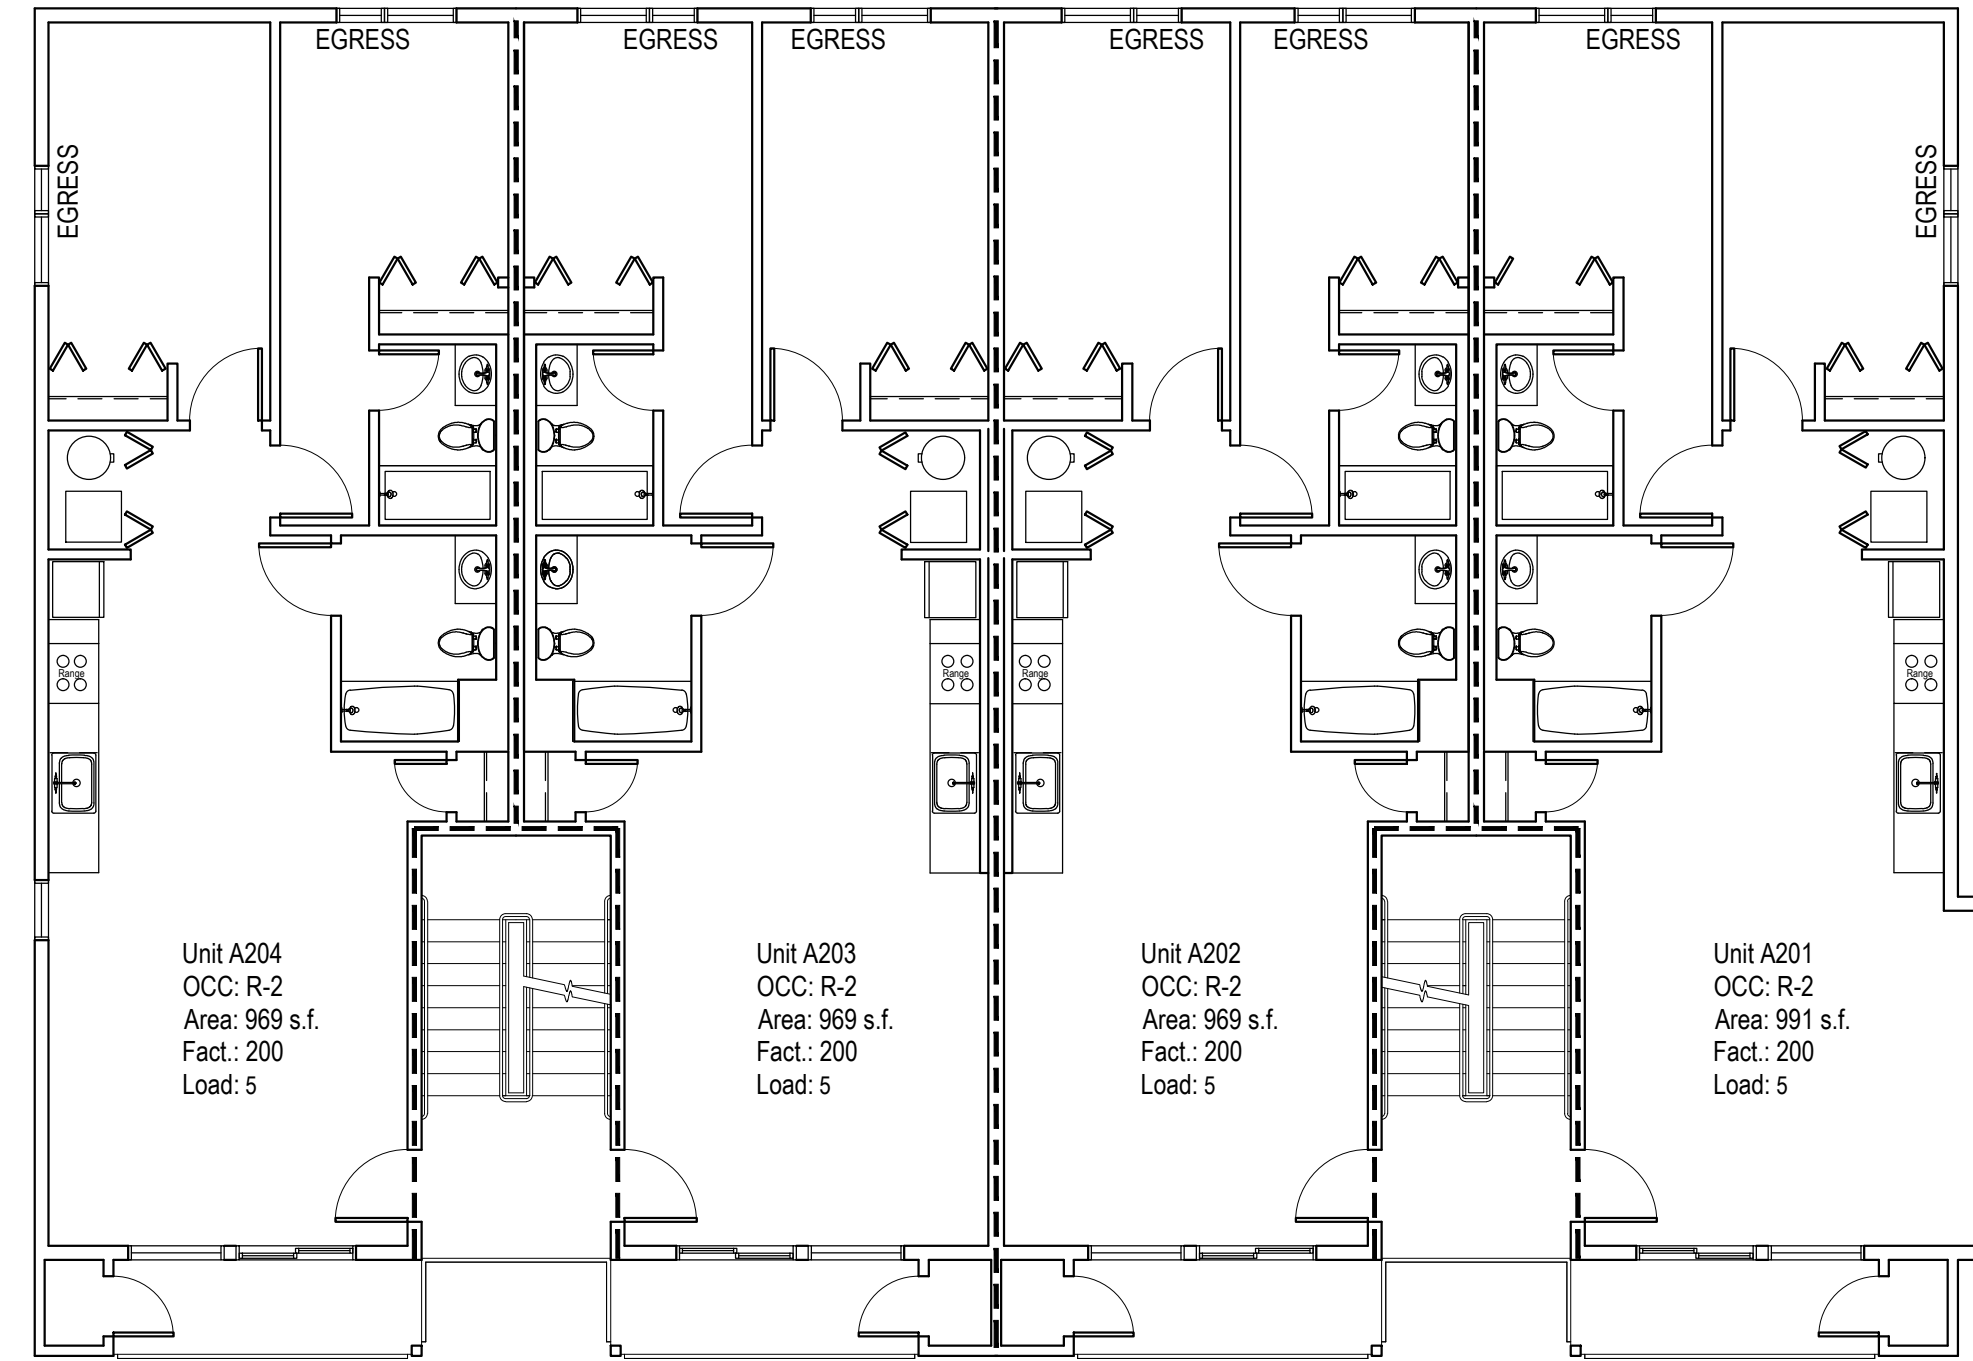 EGRESS
EGRESS
EGRESS
EGRESS
EGRESS
EGRESS
EGRESS
EGRESS
Range
Range
Range
Range
Unit A204
OCC: R-2
Area: 969 s.f.
Fact.: 200
Load: 5
Unit A203
OCC: R-2
Area: 969 s.f.
Fact.: 200
Load: 5
Unit A202
OCC: R-2
Area: 969 s.f.
Fact.: 200
Load: 5
Unit A201
OCC: R-2
Area: 991 s.f.
Fact.: 200
Load: 5